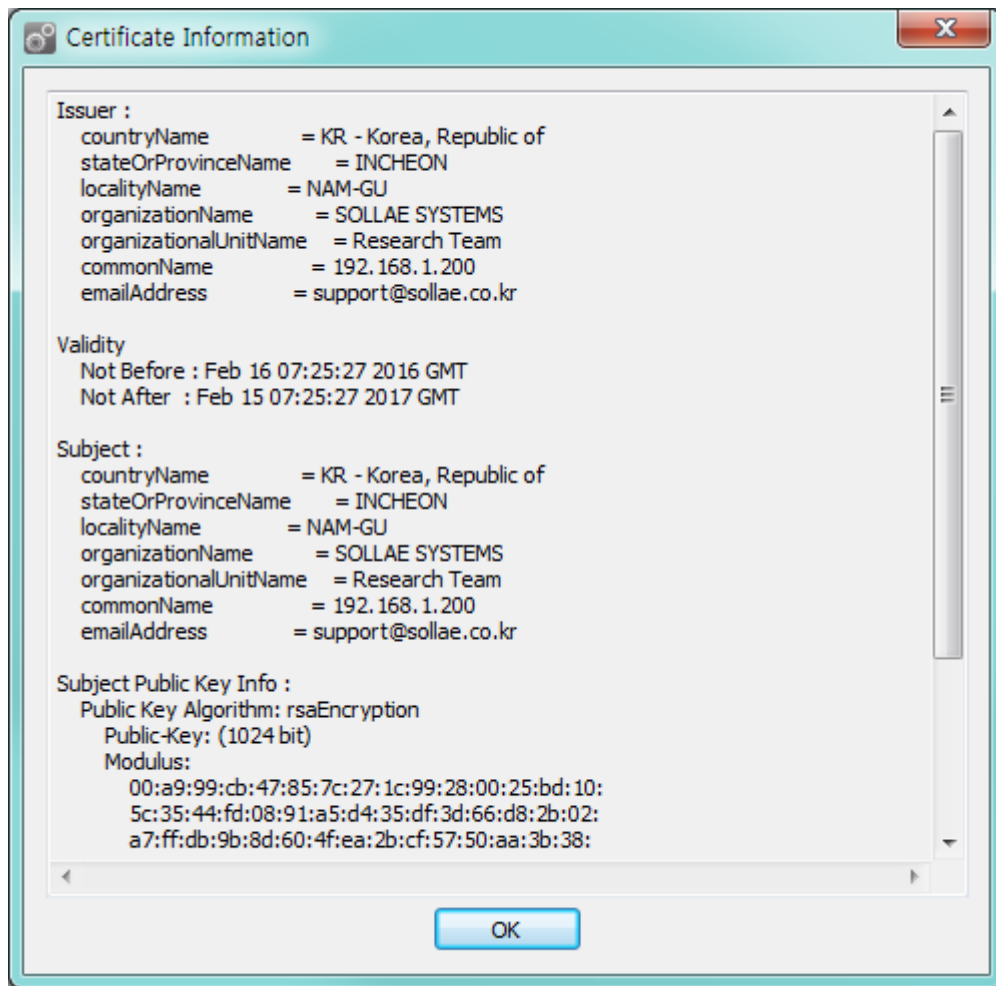 Certificate Information
Issuer :
countryName = KR - Korea, Republic of
stateOrProvinceName = INCHEON
localityName = NAM-GU
organizationName = SOLLAE SYSTEMS
organizationalUnitName = Research Team
commonName = 192.168.1.200
emailAddress = support@sollae.co.kr
Validity
Not Before : Feb 16 07:25:27 2016 GMT
Not After : Feb 15 07:25:27 2017 GMT
Subject :
countryName = KR - Korea, Republic of
stateOrProvinceName = INCHEON
localityName = NAM-GU
organizationName = SOLLAE SYSTEMS
organizationalUnitName = Research Team
commonName = 192.168.1.200
emailAddress = support@sollae.co.kr
Subject Public Key Info :
Public Key Algorithm: rsaEncryption
Public-Key: (1024 bit)
Modulus:
00:a9:99:cb:47:85:7c:27:1c:99:28:00:25:bd:10:
5c:35:44:fd:08:91:a5:d4:35:df:3d:66:d8:2b:02:
a7:ff:db:9b:8d:60:4f:ea:2b:cf:57:50:aa:3b:38:
OK